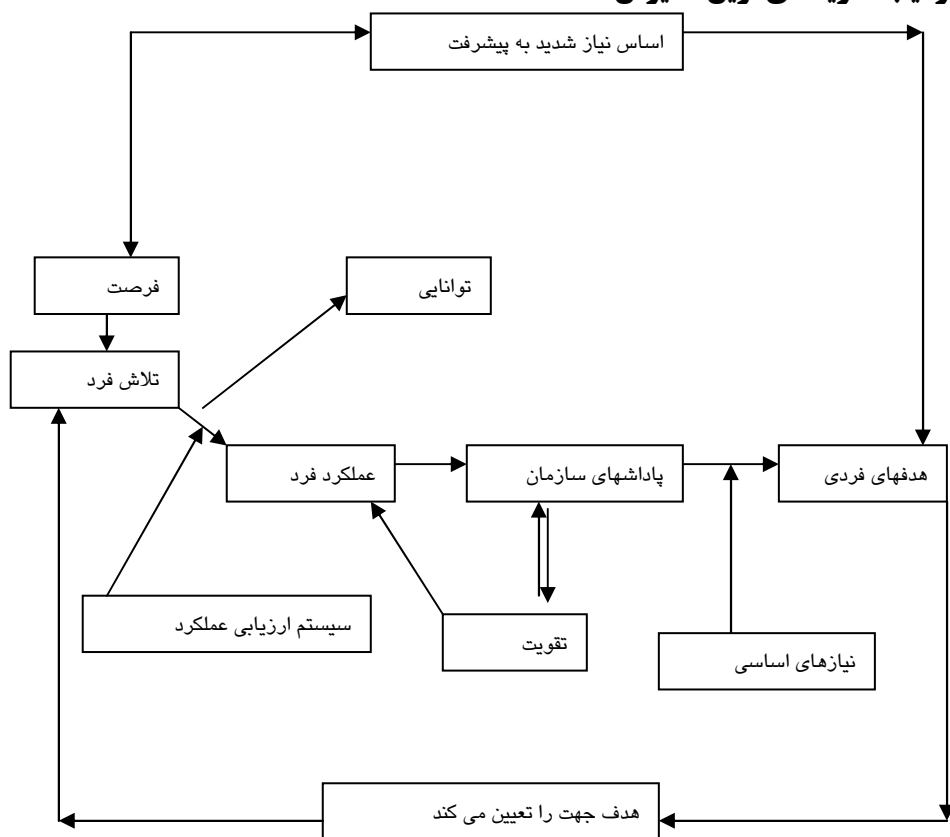 اساس نیاز شدید به پیشرفت
فرصت
توانایی
تلاش فرد
عملکرد فرد
پاداشهای سازمان
هدفهای فردی
سیستم ارزیابی عملکرد
تقویت
نیازهای اساسی
هدف جهت را تعیین می کند